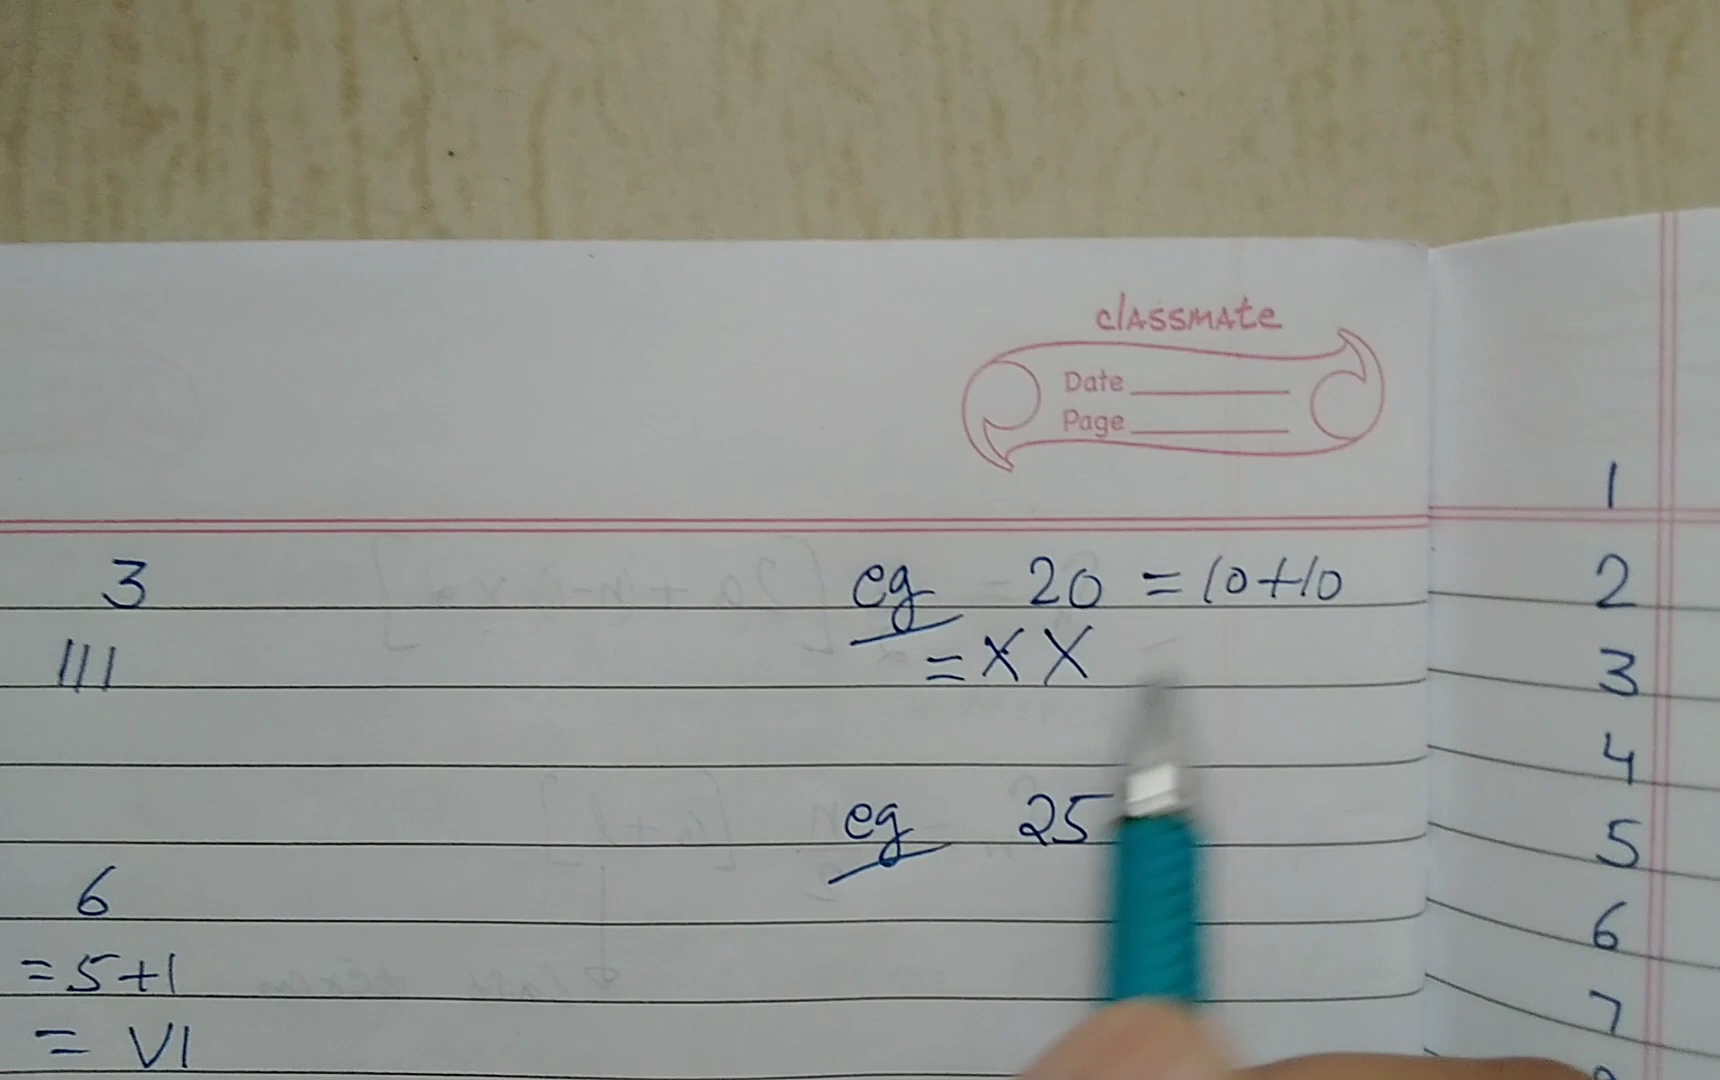 classmate
Date
Page
3
III
6
= 5+1
= VI
eg 20 = 10+10
= X X
eg 25
1
2
3
4
5
6
7